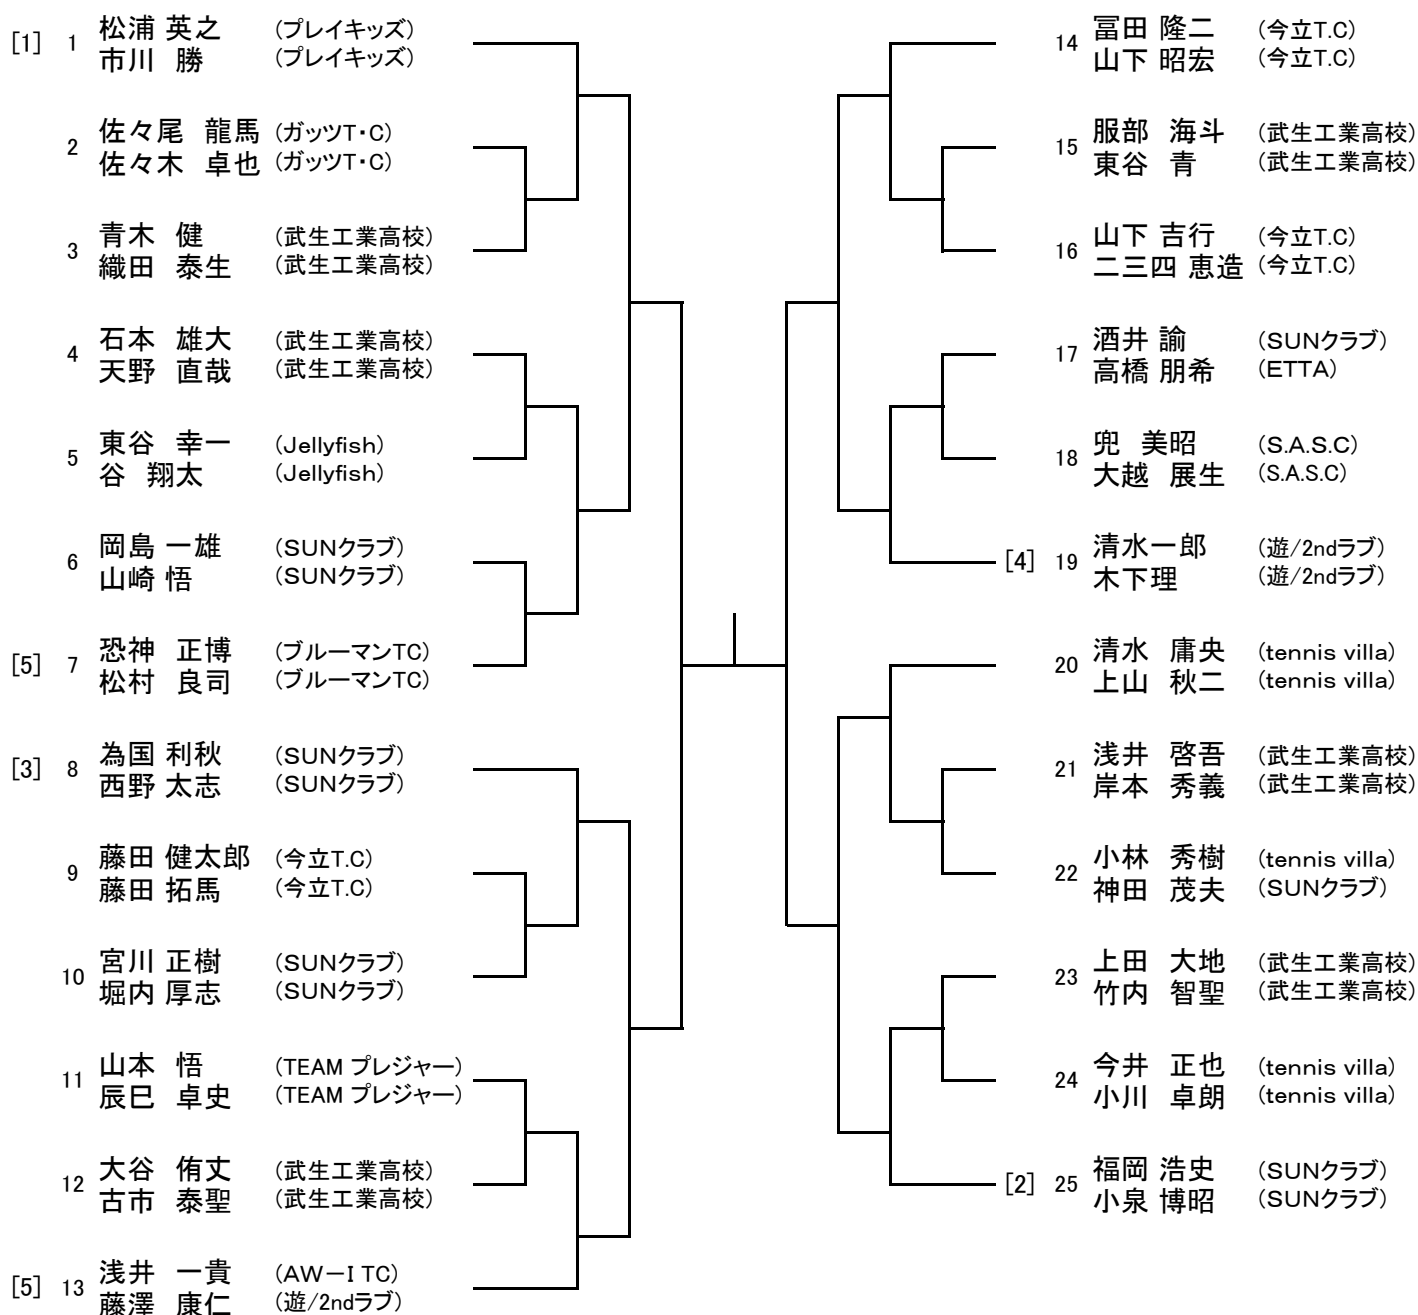 [1] 1 松浦 英之 (プレイキッズ)
市川 勝 (プレイキッズ)
2 佐々尾 龍馬 (ガッツT・C)
佐々木 卓也 (ガッツT・C)
3 青木 健 (武生工業高校)
織田 泰生 (武生工業高校)
4 石本 雄大 (武生工業高校)
天野 直哉 (武生工業高校)
5 東谷 幸一 (Jellyfish)
谷 翔太 (Jellyfish)
6 岡島 一雄 (SUNクラブ)
山崎 悟 (SUNクラブ)
[5] 7 恐神 正博 (ブルーマンTC)
松村 良司 (ブルーマンTC)
[3] 8 為国 利秋 (SUNクラブ)
西野 太志 (SUNクラブ)
9 藤田 健太郎 (今立T.C)
藤田 拓馬 (今立T.C)
10 宮川 正樹 (SUNクラブ)
堀内 厚志 (SUNクラブ)
11 山本 悟 (TEAM プレジャー)
辰巳 卓史 (TEAM プレジャー)
12 大谷 侑丈 (武生工業高校)
古市 泰聖 (武生工業高校)
[5] 13 浅井 一貴 (AW-I TC)
藤澤 康仁 (遊/2ndラブ)
14 冨田 隆二 (今立T.C)
山下 昭宏 (今立T.C)
15 服部 海斗 (武生工業高校)
東谷 青 (武生工業高校)
16 山下 吉行 (今立T.C)
二三四 恵造 (今立T.C)
17 酒井 諭 (SUNクラブ)
高橋 朋希 (ETTA)
18 兜 美昭 (S.A.S.C)
大越 展生 (S.A.S.C)
[4] 19 清水一郎 (遊/2ndラブ)
木下理 (遊/2ndラブ)
20 清水 庸央 (tennis villa)
上山 秋二 (tennis villa)
21 浅井 啓吾 (武生工業高校)
岸本 秀義 (武生工業高校)
22 小林 秀樹 (tennis villa)
神田 茂夫 (SUNクラブ)
23 上田 大地 (武生工業高校)
竹内 智聖 (武生工業高校)
24 今井 正也 (tennis villa)
小川 卓朗 (tennis villa)
[2] 25 福岡 浩史 (SUNクラブ)
小泉 博昭 (SUNクラブ)